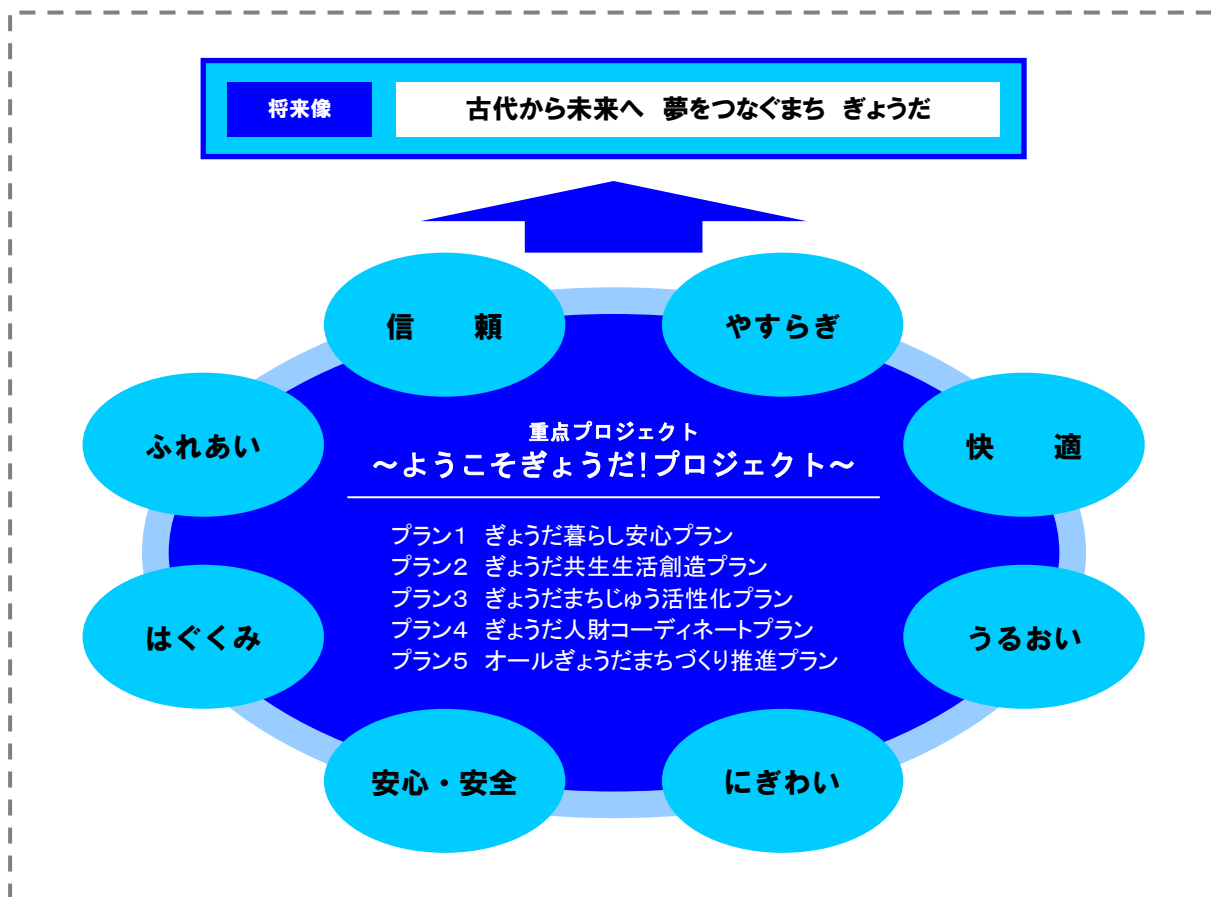 将来像
古代から未来へ 夢をつなぐまち ぎょうだ
信 頼
やすらぎ
ふれあい
快 適
重点プロジェクト
～ようこそぎょうだ!プロジェクト～
プラン１ ぎょうだ暮らし安心プラン
プラン２ ぎょうだ共生生活創造プラン
プラン３ ぎょうだまちじゅう活性化プラン
プラン４ ぎょうだ人財コーディネートプラン
プラン５ オールぎょうだまちづくり推進プラン
はぐくみ
うるおい
安心・安全
にぎわい